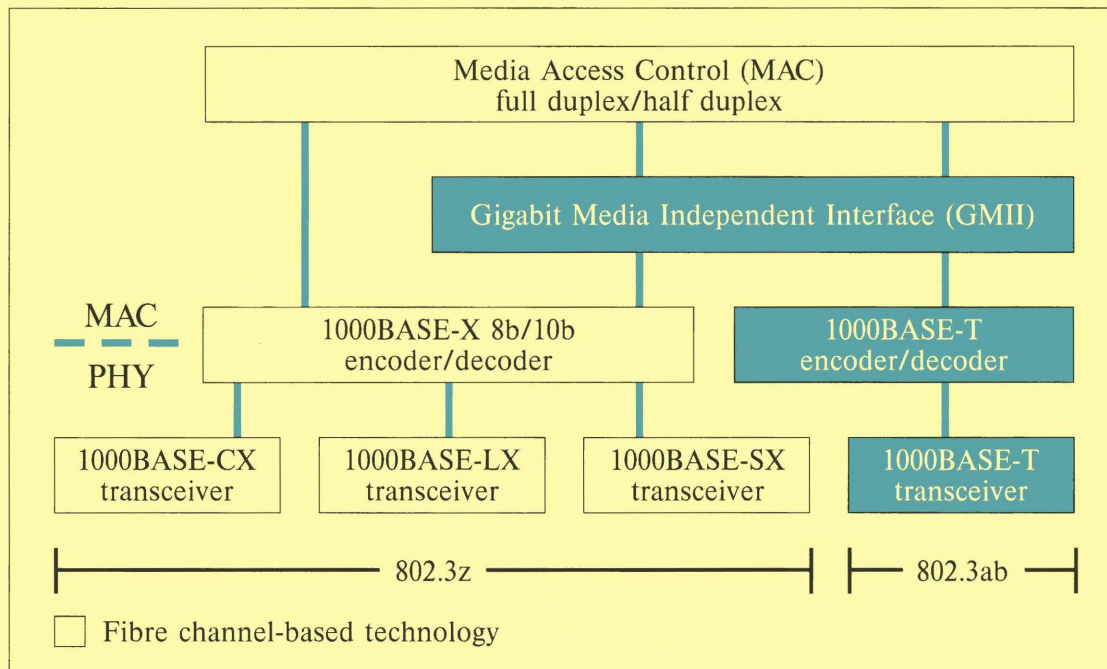 Media Access Control (MAC)
full duplex/half duplex
Gigabit Media Independent Interface (GMII)
MAC
PHY
1000BASE-X 8b/10b
encoder/decoder
1000BASE-T
encoder/decoder
1000BASE-CX
transceiver
1000BASE-LX
transceiver
1000BASE-SX
transceiver
1000BASE-T
transceiver
802.3z
802.3ab
Fibre channel-based technology